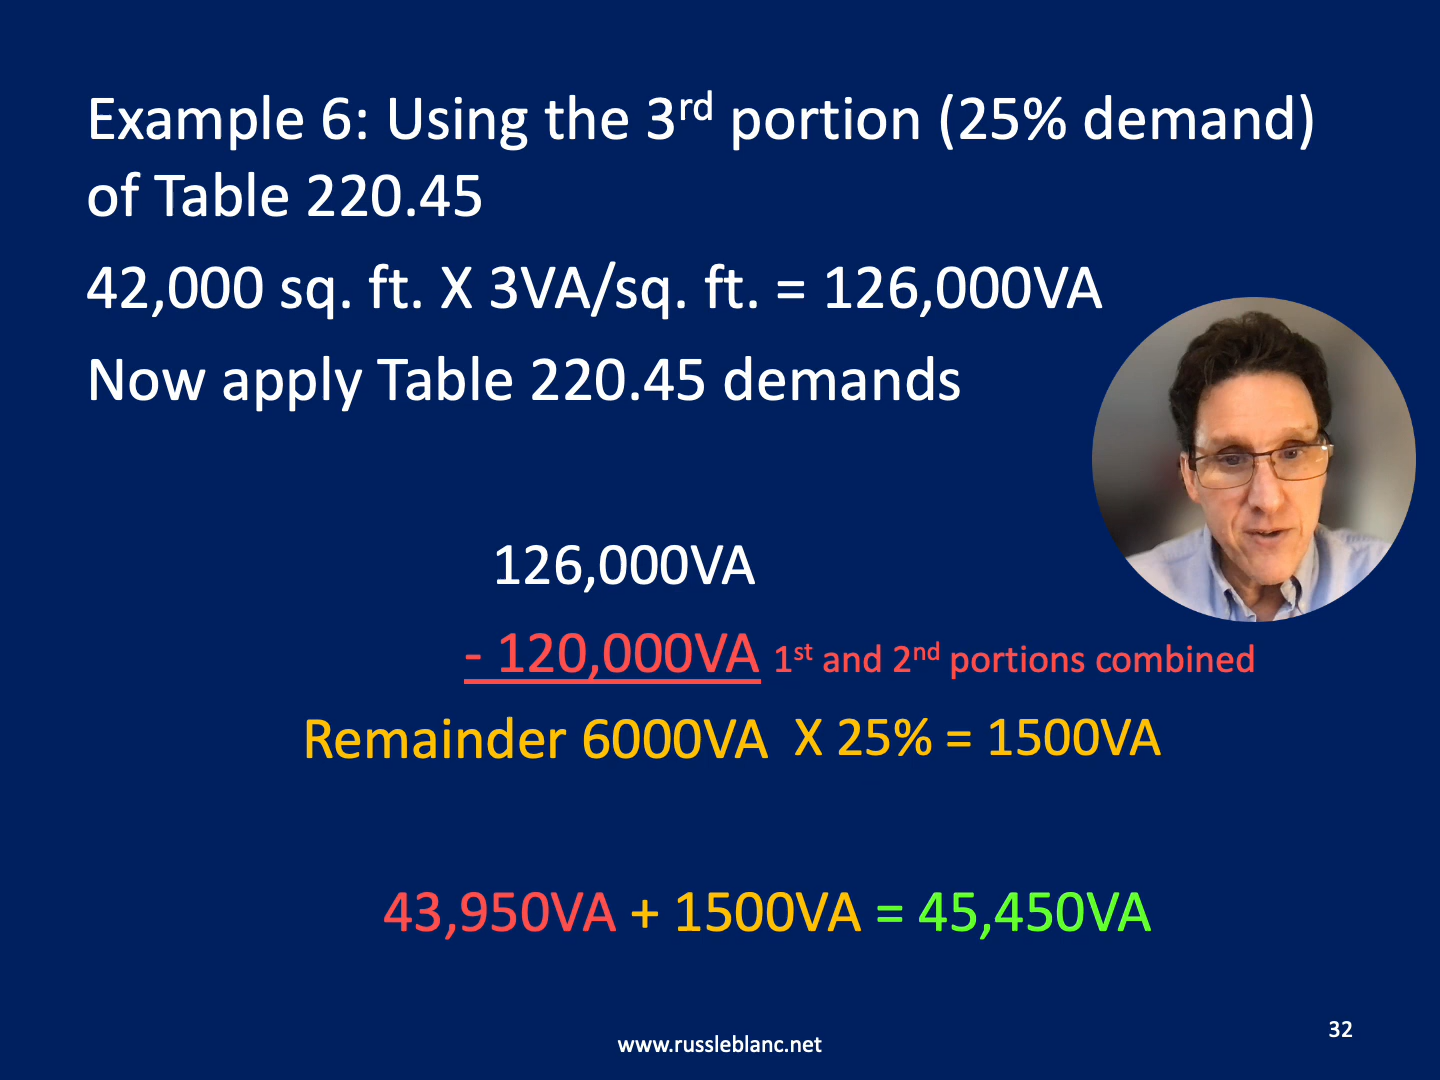 Example 6: Using the 3rd portion (25% demand)
of Table 220.45
42,000 sq. ft. X 3VA/sq. ft. = 126,000VA
Now apply Table 220.45 demands
126,000VA
- 120,000VA 1st and 2nd portions combined
Remainder 6000VA X 25% = 1500VA
43,950VA + 1500VA = 45,450VA
32
www.russleblanc.net